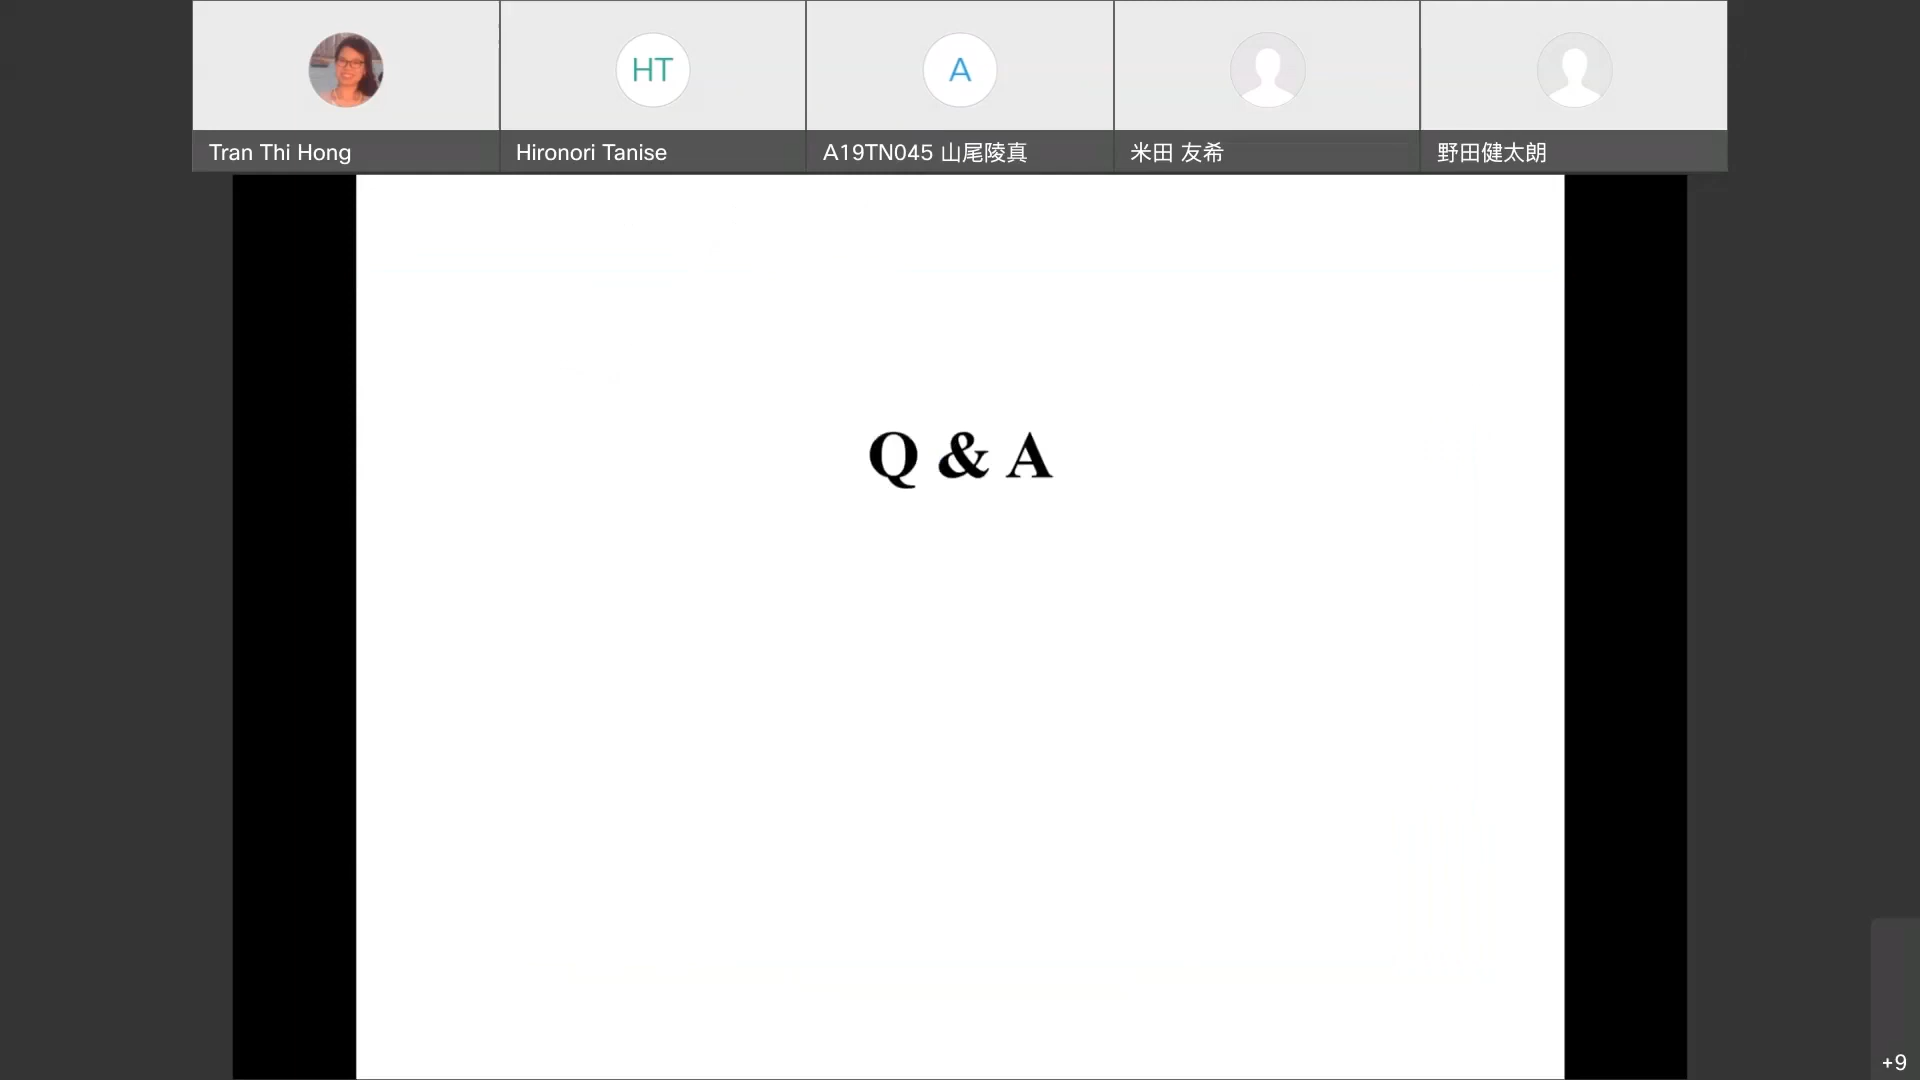 HT
A
Tran Thi Hong
Hironori Tanise
A19TN045 山尾陵真
米田 友希
野田健太朗
Q & A
+9